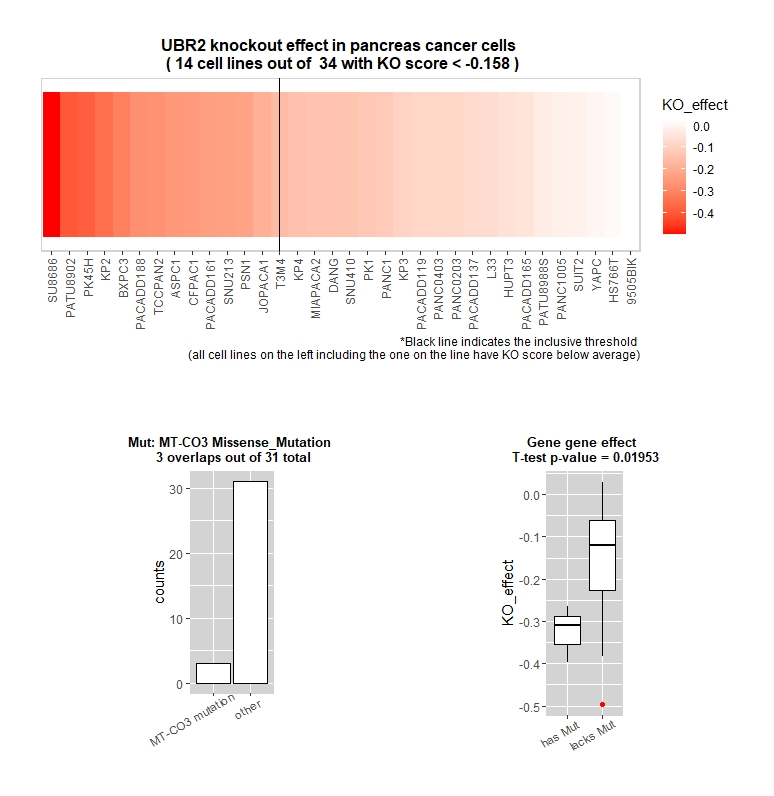 UBR2 knockout effect in pancreas cancer cells
( 14 cell lines out of 34 with KO score < -0.158 )
KO_effect
0.0
-0.1
-0.2
-0.3
-0.4
SU8686
PATU8902
PK45H
KP2
BXPC3
PACADD188
TCCPAN2
ASPC1
CFPAC1
PACADD161
SNU213
PSN1
JOPACA1
T3M4
KP4
MIAPACA2
DANG
SNU410
PK1
PANC1
KP3
PACADD119
PANC0403
PANC0203
PACADD137
L33
HUPT3
PACADD165
PATU8988S
PANC1005
SUIT2
YAPC
HS766T
9505BIK
*Black line indicates the inclusive threshold
(all cell lines on the left including the one on the line have KO score below average)
Mut: MT-CO3 Missense_Mutation
3 overlaps out of 31 total
counts
30
20
10
0
MT-CO3 mutation
other
Gene gene effect
T-test p-value = 0.01953
KO_effect
0.0
-0.1
-0.2
-0.3
-0.4
-0.5
has Mut
lacks Mut